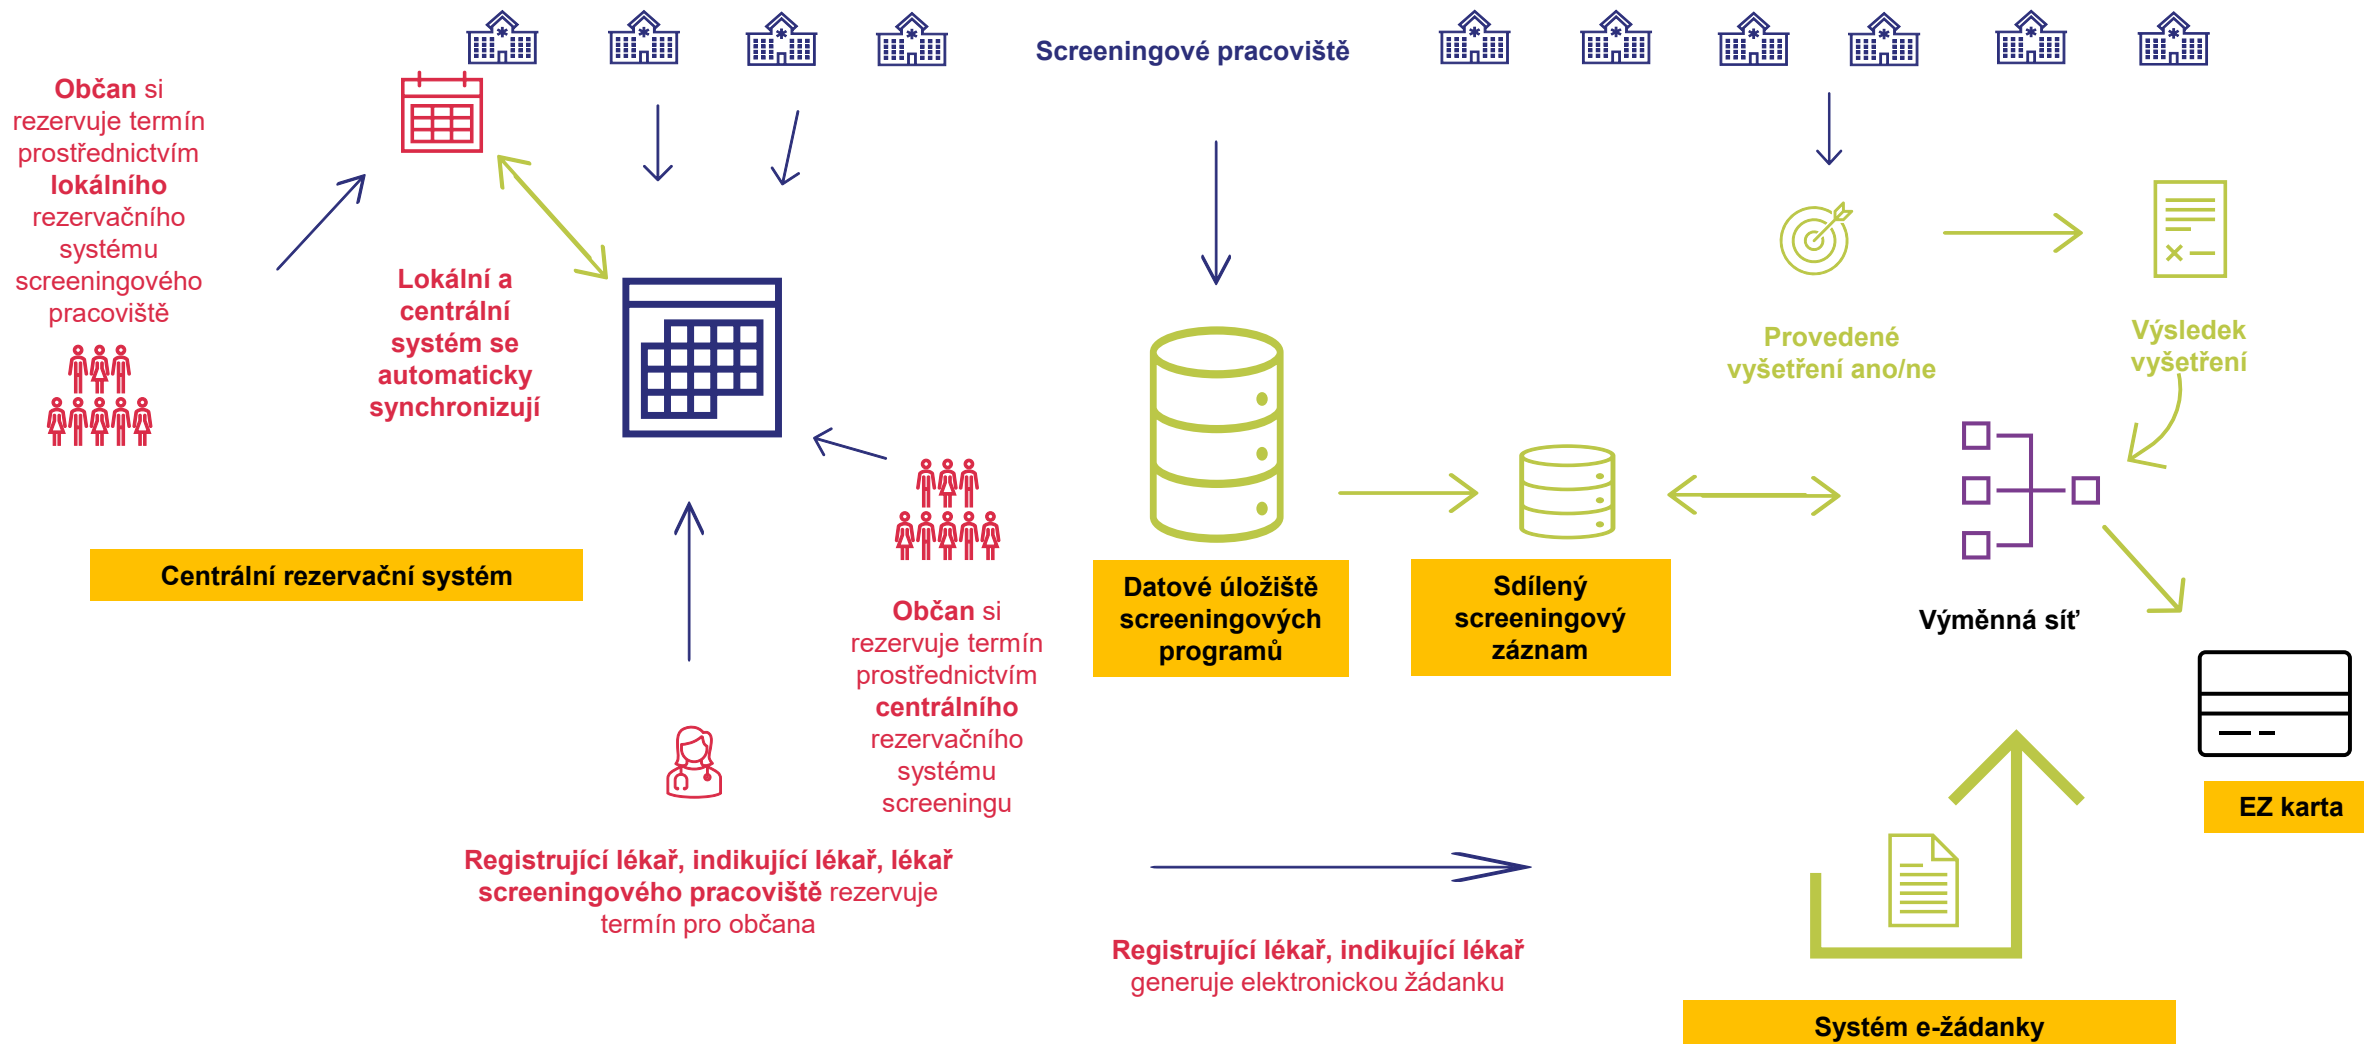 Screeningové pracoviště
Občan si
rezervuje termín
prostřednictvím
lokálního
rezervačního
systému
screeningového
pracoviště
Lokální a
centrální
systém se
automaticky
synchronizují
Centrální rezervační systém
Občan si
rezervuje termín
prostřednictvím
centrálního
rezervačního
systému
screeningu
Registrující lékař, indikující lékař, lékař
screeningového pracoviště rezervuje
termín pro občana
Datové úložiště
screeningových
programů
Sdílený
screeningový
záznam
Provedené
vyšetření ano/ne
Výsledek
vyšetření
Výměnná síť
EZ karta
Registrující lékař, indikující lékař
generuje elektronickou žádanku
Systém e-žádanky